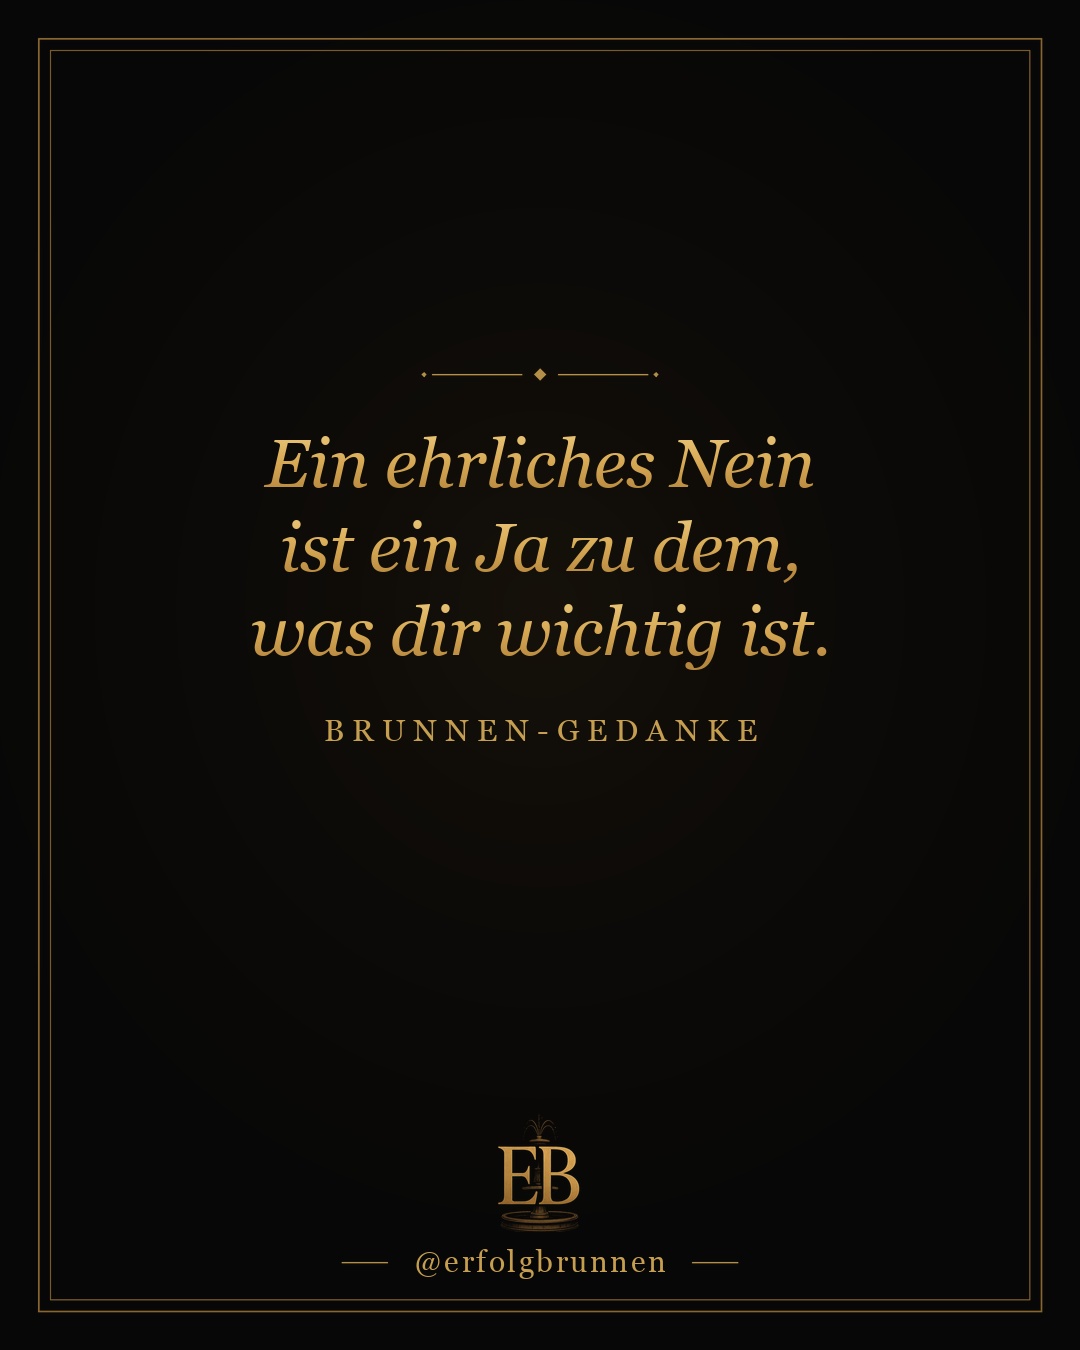 Ein ehrliches Nein
ist ein Ja zu dem,
was dir wichtig ist.
BRUNNEN-GEDANKE
EB
@erfolgbrunnen